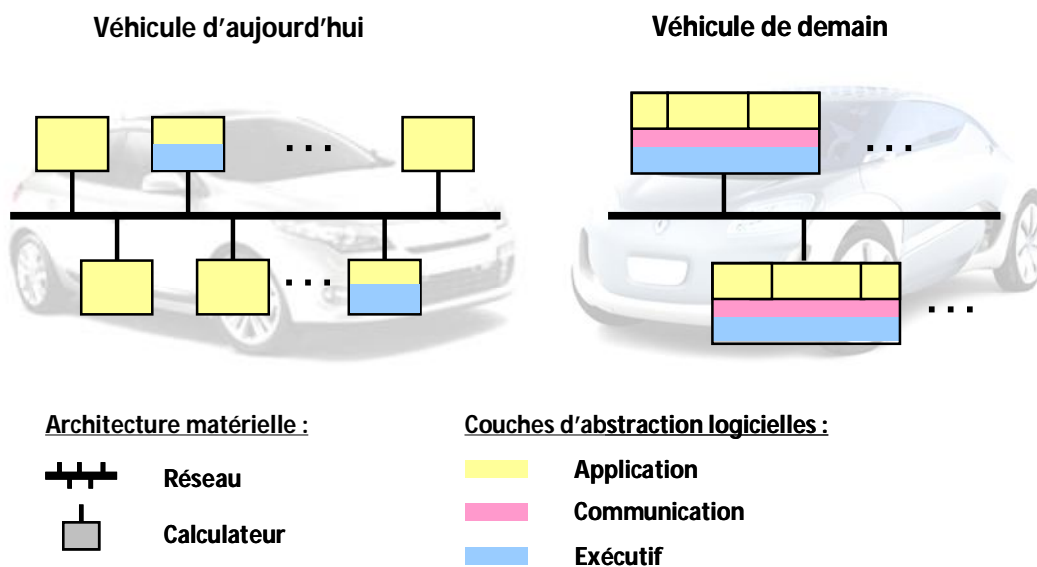 Véhicule d'aujourd'hui
Véhicule de demain
. . .
. . .
. . .
. . .
Architecture matérielle :
Réseau
Calculateur
Couches d'abstraction logicielles :
Application
Communication
Exécutif